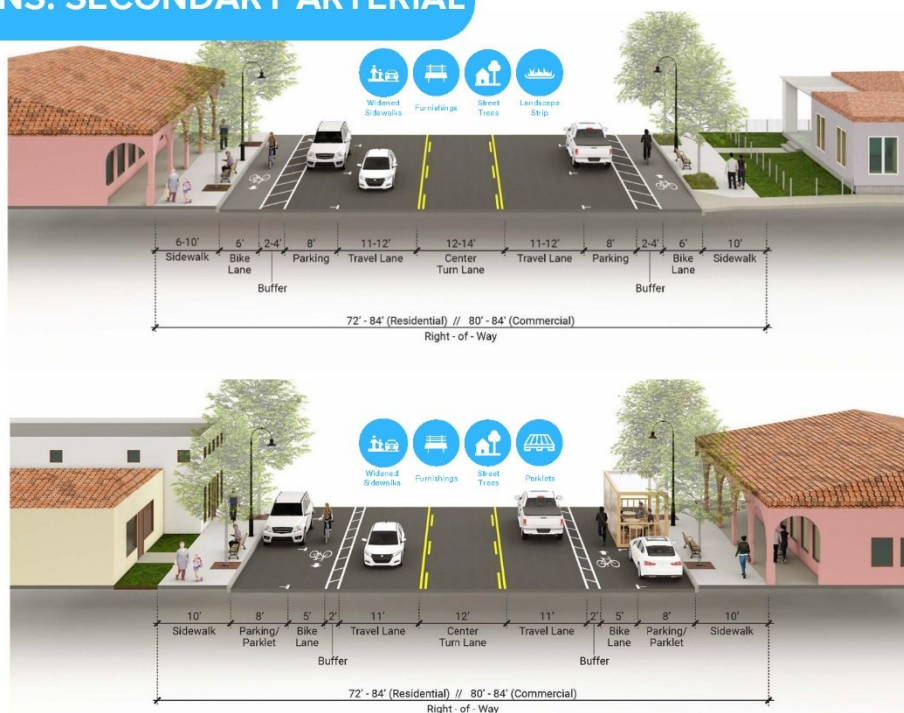 NS: SECONDARY ARTERIAL
Widened
Sidewalks
Furnishings
Street
Trees
Landscape
Strip
6-10'
Sidewalk
6'
Bike
Lane
2-4'
Buffer
8'
Parking
11-12'
Travel Lane
12-14'
Center
Turn Lane
11-12'
Travel Lane
8'
Parking
2-4'
Buffer
6'
Bike
Lane
10'
Sidewalk
72' - 84' (Residential) // 80' - 84' (Commercial)
Right - of - Way
Widened
Sidewalks
Furnishings
Street
Trees
Parklets
10'
Sidewalk
8'
Parking/
Parklet
5'
Bike
Lane
2'
Buffer
11'
Travel Lane
12'
Center
Turn Lane
11'
Travel Lane
2'
Buffer
5'
Bike
Lane
8'
Parking/
Parklet
10'
Sidewalk
72' - 84' (Residential) // 80' - 84' (Commercial)
Right - of - Way